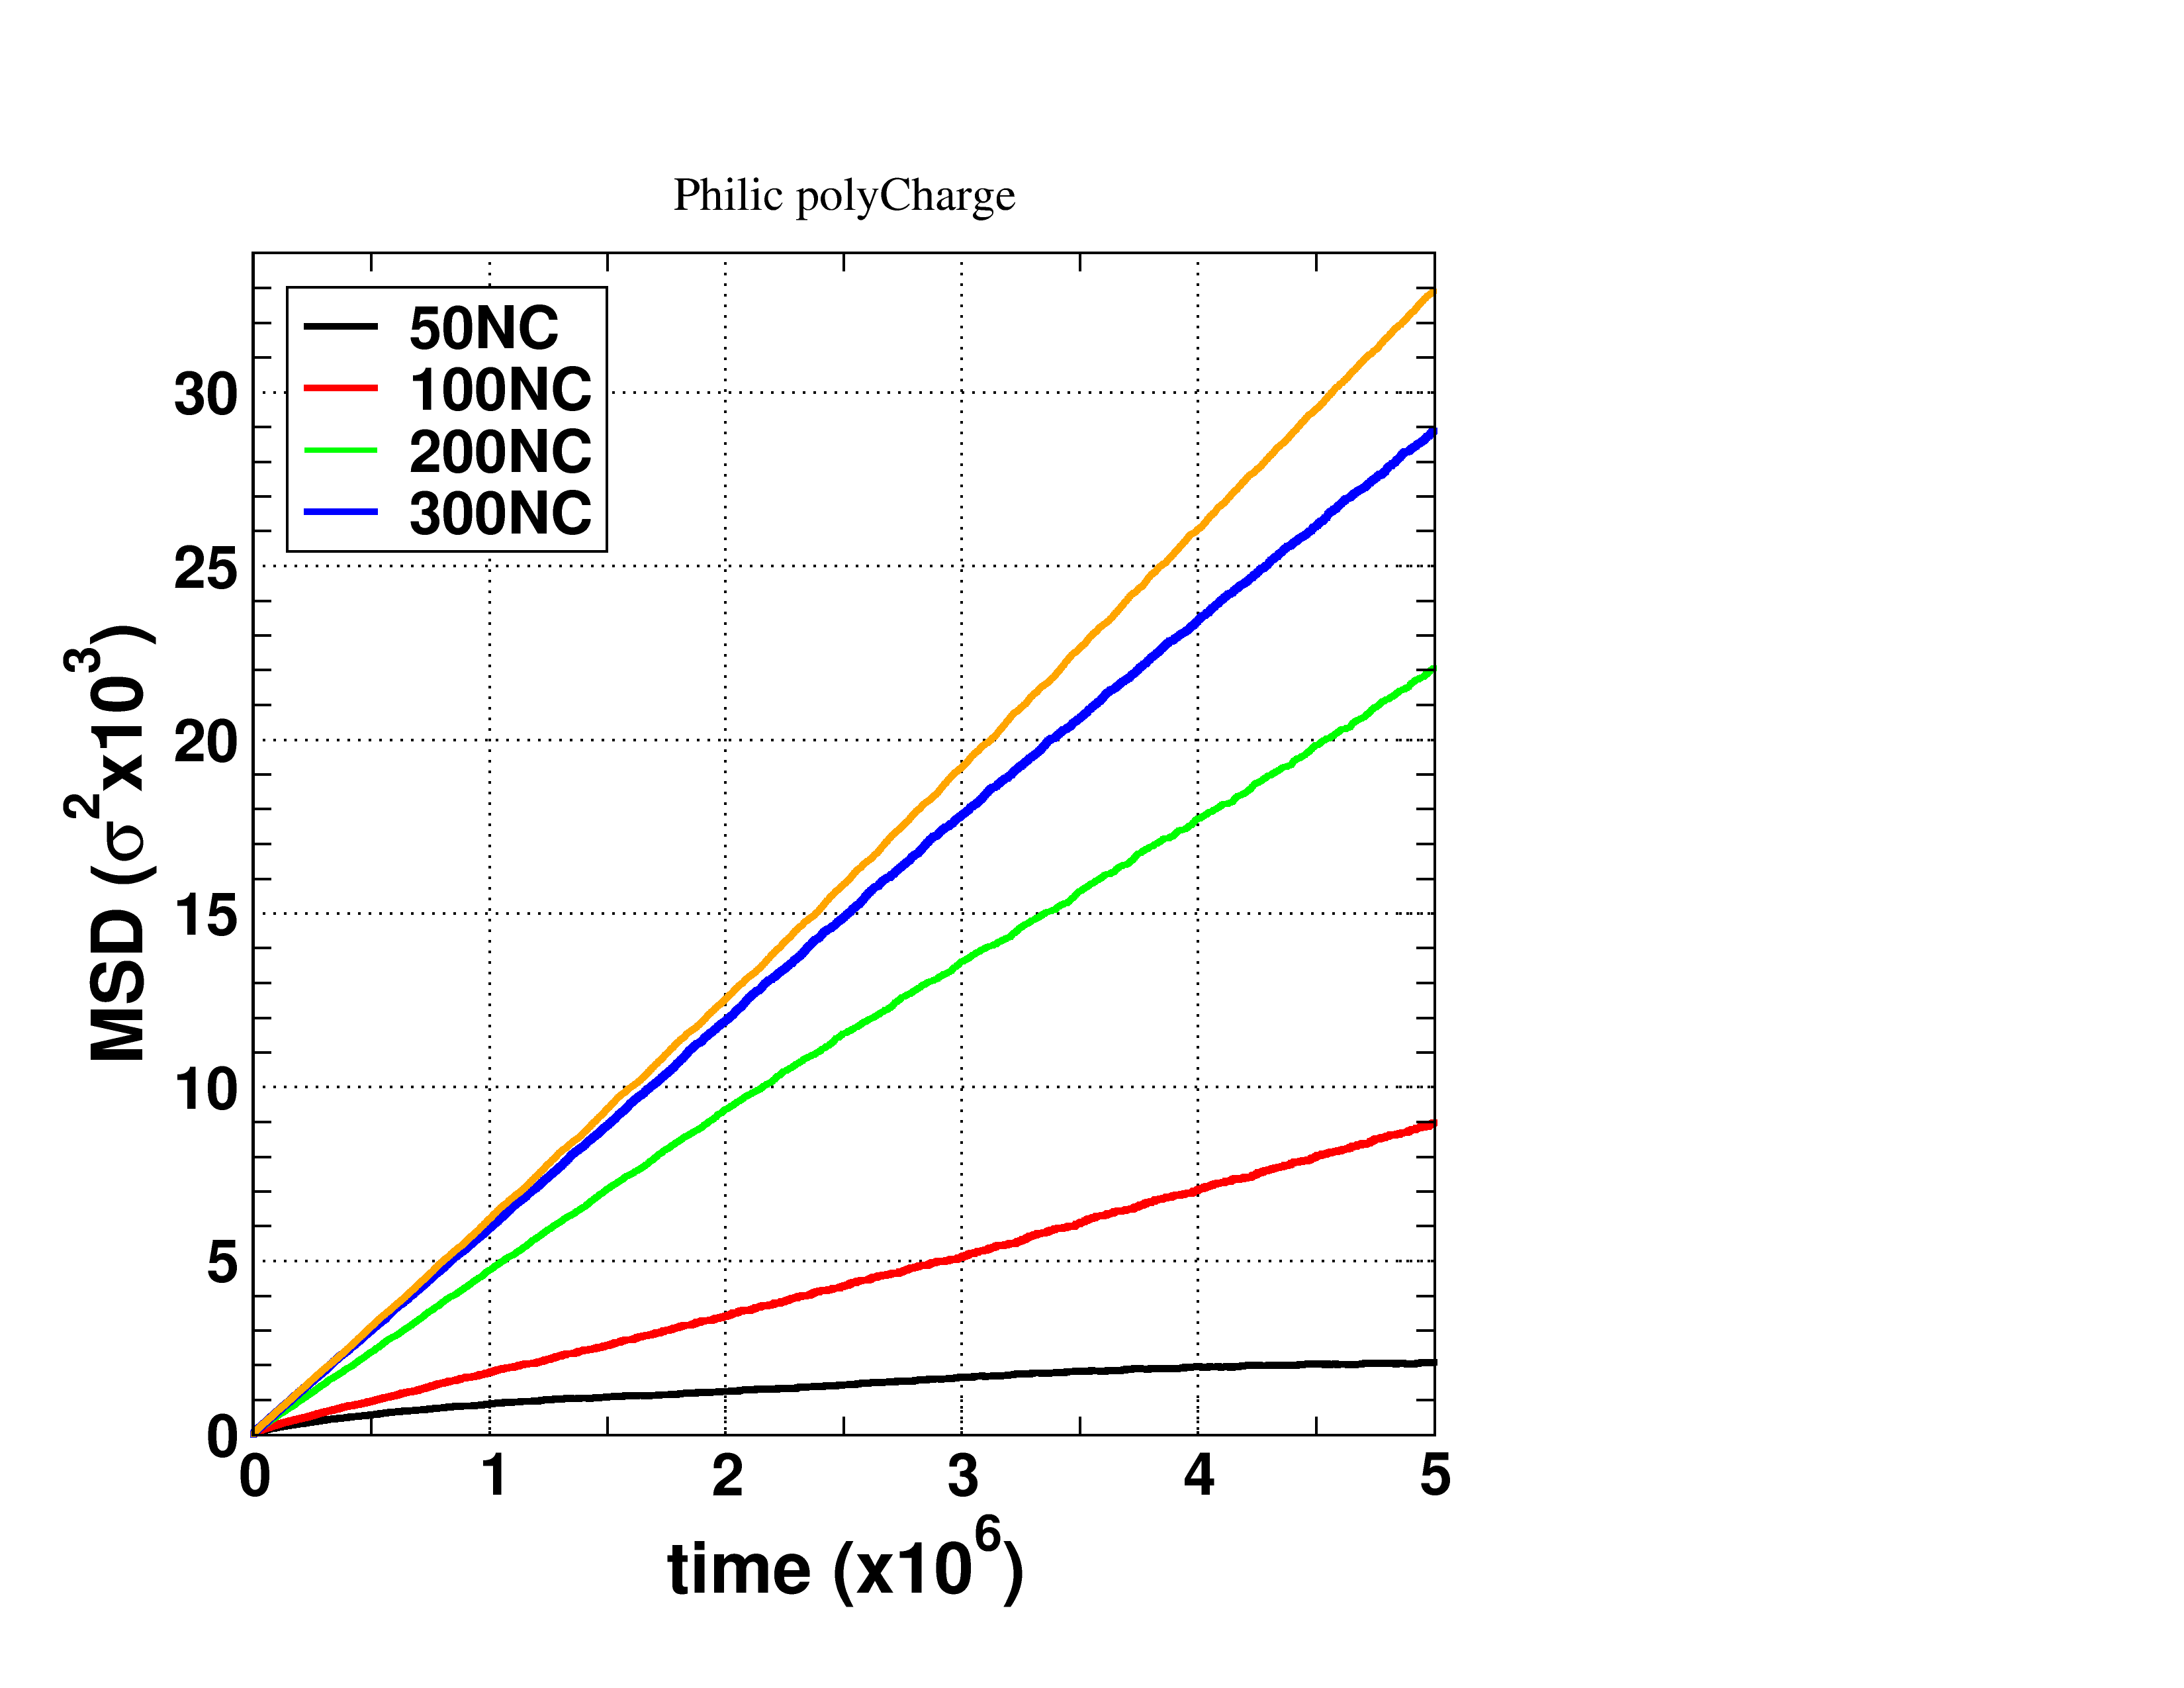 Philic polyCharge
50NC
100NC
200NC
300NC
30
25
20
15
10
5
0
MSD (σ²x10³)
0 1 2 3 4 5
time (x10⁶)